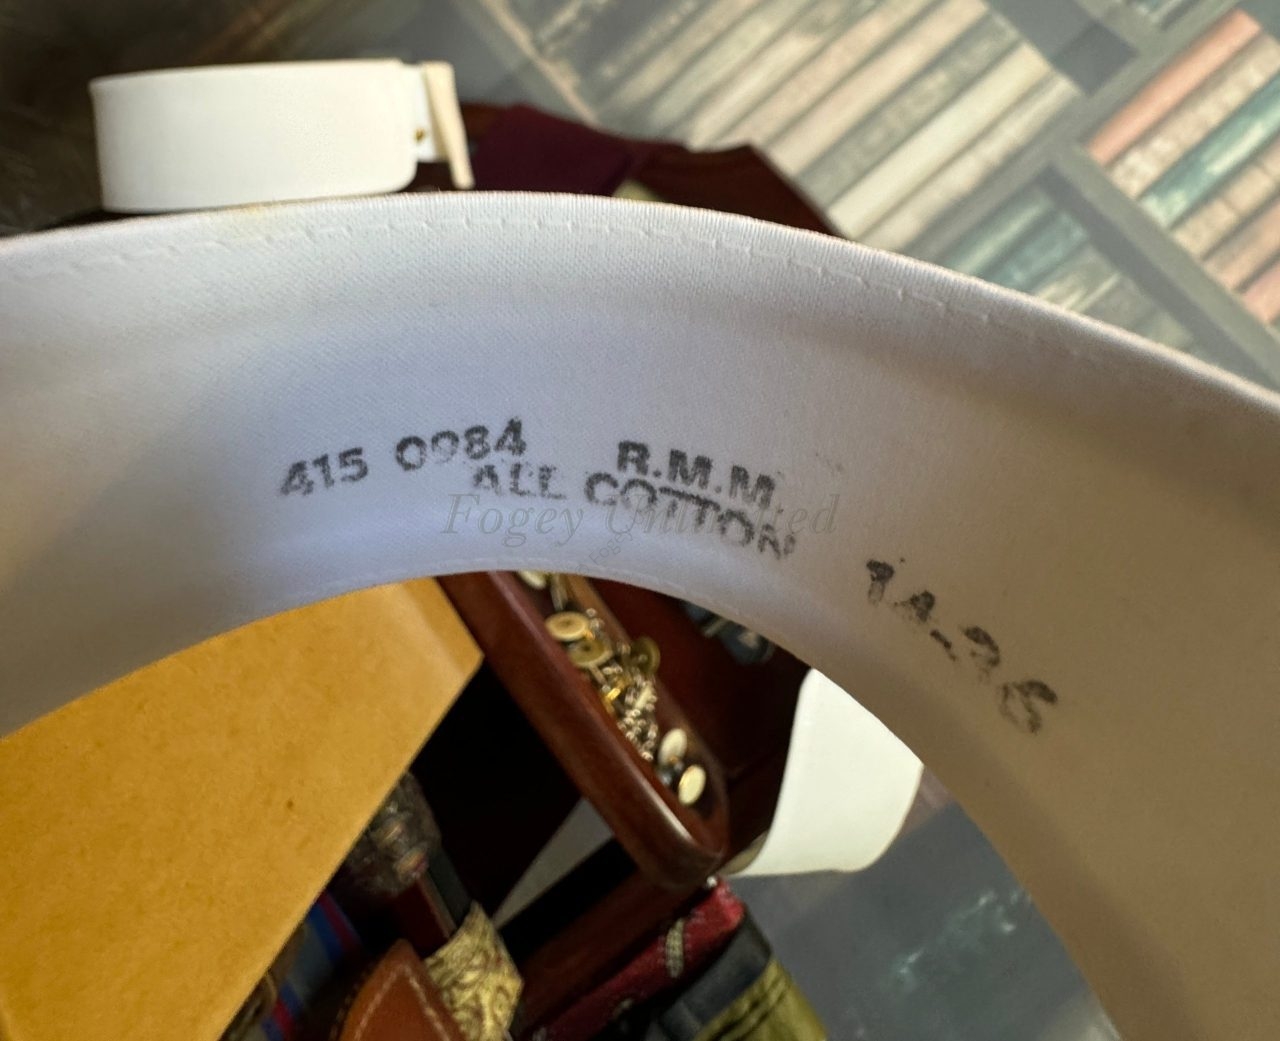 415 0984 R.M.M.
ALL COTTON
14-36
Fogey Unlimited